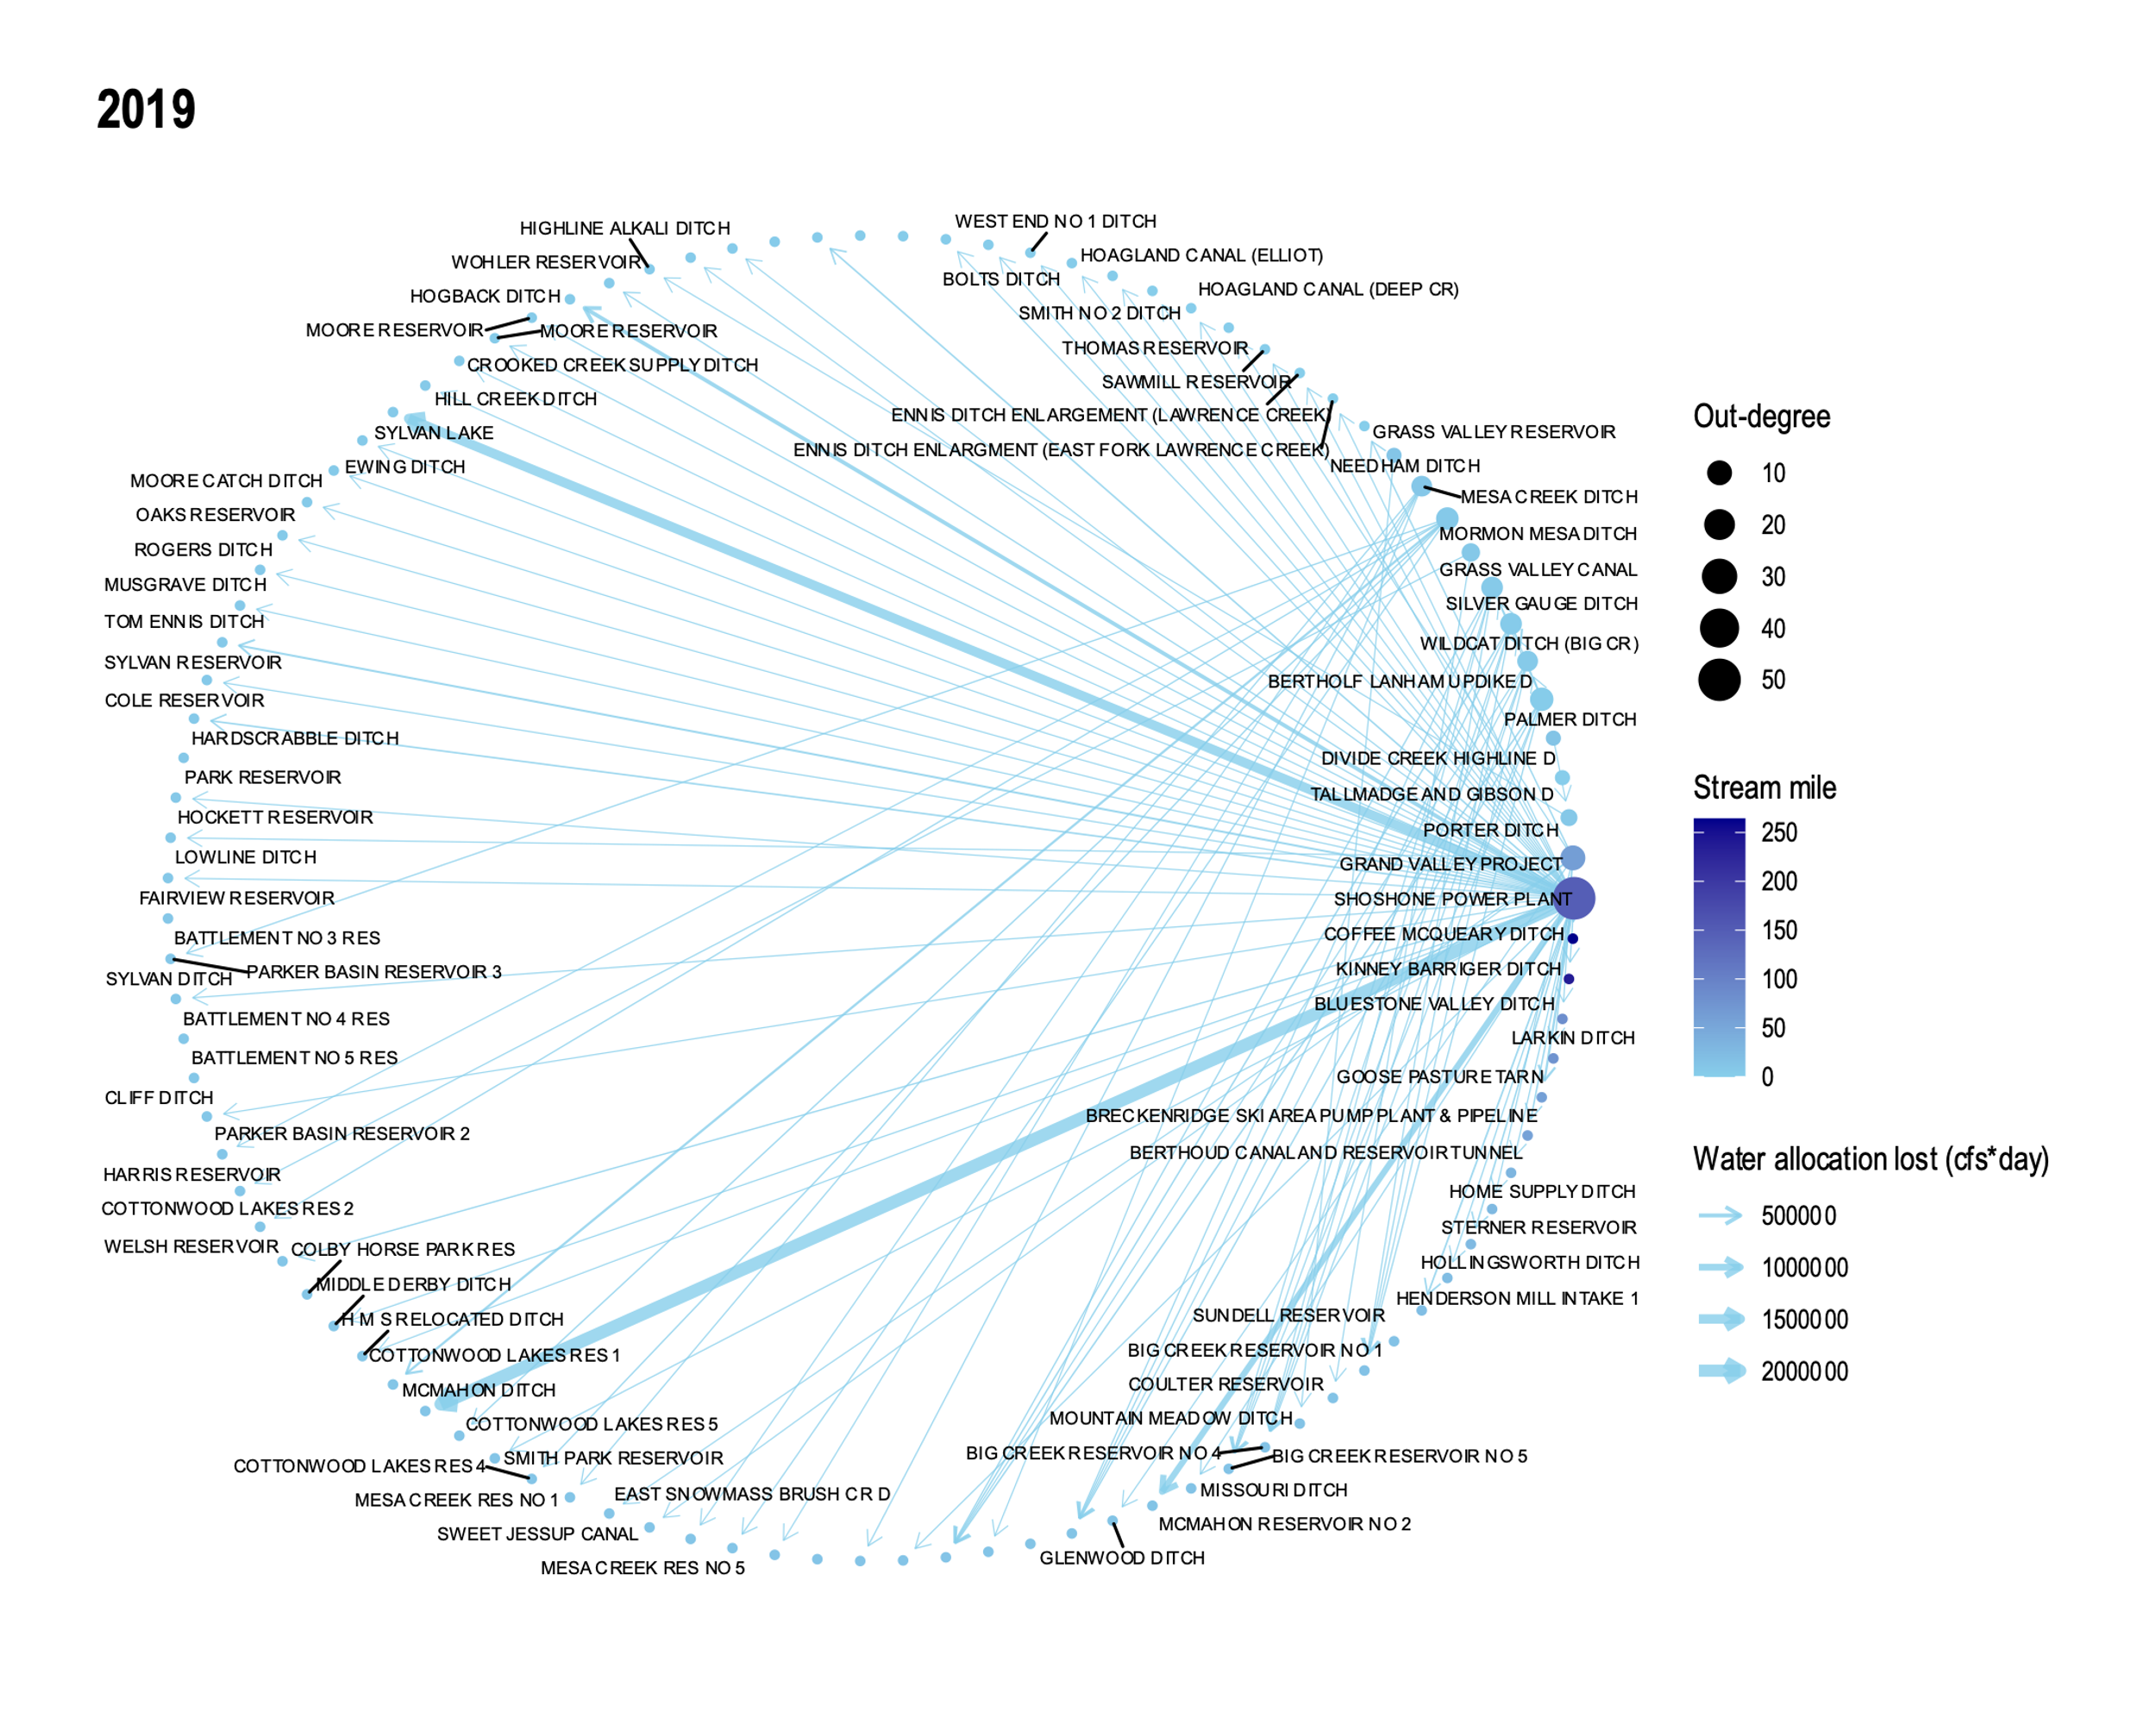 2019
WEST END NO 1 DITCH
HIGHLINE ALKALI DITCH
HOAGLAND CANAL (ELLIOT)
WOHLER RESERVOIR
BOLTS DITCH
HOAGLAND CANAL (DEEP CR)
HOGBACK DITCH
SMITH NO 2 DITCH
MOORE RESERVOIR
MOORE RESERVOIR
THOMAS RESERVOIR
CROOKED CREEK SUPPLY DITCH
SAWMILL RESERVOIR
HILL CREEK DITCH
ENNIS DITCH ENLARGEMENT (LAWRENCE CREEK)
SYLVAN LAKE
GRASS VALLEY RESERVOIR
ENNIS DITCH ENLARGMENT (EAST FORK LAWRENCE CREEK)
EWING DITCH
NEEDHAM DITCH
MOORE CATCH DITCH
MESA CREEK DITCH
OAKS RESERVOIR
MORMON MESA DITCH
ROGERS DITCH
GRASS VALLEY CANAL
MUSGRAVE DITCH
SILVER GAUGE DITCH
TOM ENNIS DITCH
WILDCAT DITCH (BIG CR)
SYLVAN RESERVOIR
BERTHOLF LANHAM UPDIKE D
COLE RESERVOIR
PALMER DITCH
HARDSCRABBLE DITCH
DIVIDE CREEK HIGHLINE D
PARK RESERVOIR
TALLMADGE AND GIBSON D
HOCKETT RESERVOIR
PORTER DITCH
LOWLINE DITCH
GRAND VALLEY PROJECT
FAIRVIEW RESERVOIR
SHOSHONE POWER PLANT
BATTLEMENT NO 3 RES
COFFEE MCQUEARY DITCH
PARKER BASIN RESERVOIR 3
KINNEY BARRIGER DITCH
SYLVAN DITCH
BLUESTONE VALLEY DITCH
BATTLEMENT NO 4 RES
LARKIN DITCH
BATTLEMENT NO 5 RES
GOOSE PASTURE TARN
CLIFF DITCH
BRECKENRIDGE SKI AREA PUMP PLANT & PIPELINE
PARKER BASIN RESERVOIR 2
BERTHOUD CANAL AND RESERVOIR TUNNEL
HARRIS RESERVOIR
HOME SUPPLY DITCH
COTTONWOOD LAKES RES 2
STERNER RESERVOIR
WELSH RESERVOIR
COLBY HORSE PARK RES
HOLLINGSWORTH DITCH
MIDDLE DERBY DITCH
HENDERSON MILL INTAKE 1
H M S RELOCATED DITCH
SUNDELL RESERVOIR
COTTONWOOD LAKES RES 1
BIG CREEK RESERVOIR NO 1
MCMAHON DITCH
COULTER RESERVOIR
COTTONWOOD LAKES RES 5
MOUNTAIN MEADOW DITCH
SMITH PARK RESERVOIR
BIG CREEK RESERVOIR NO 4
BIG CREEK RESERVOIR NO 5
COTTONWOOD LAKES RES 4
MESA CREEK RES NO 1
EAST SNOWMASS BRUSH CR D
MISSOURI DITCH
SWEET JESSUP CANAL
MCMAHON RESERVOIR NO 2
MESA CREEK RES NO 5
GLENWOOD DITCH
Out-degree
10
20
30
40
50
Stream mile
250
200
150
100
50
0
Water allocation lost (cfs*day)
500000
1000000
1500000
2000000